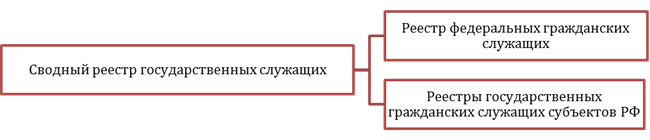 Сводный реестр государственных служащих
Реестр федеральных гражданских
служащих
Реестры государственных
гражданских служащих субъектов РФ